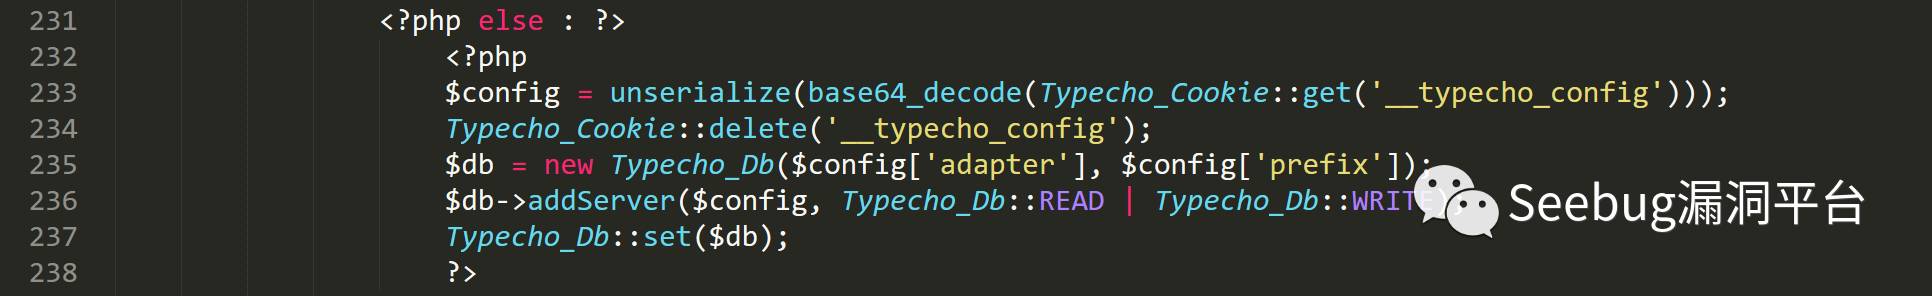 231 <?php else : ?>
232 <?php
233 $config = unserialize(base64_decode(Typecho_Cookie::get('__typecho_config')));
234 Typecho_Cookie::delete('__typecho_config');
235 $db = new Typecho_Db($config['adapter'], $config['prefix']);
236 $db->addServer($config, Typecho_Db::READ | Typecho_Db::WRITE);
237 Typecho_Db::set($db);
238 ?>
Seebug漏洞平台